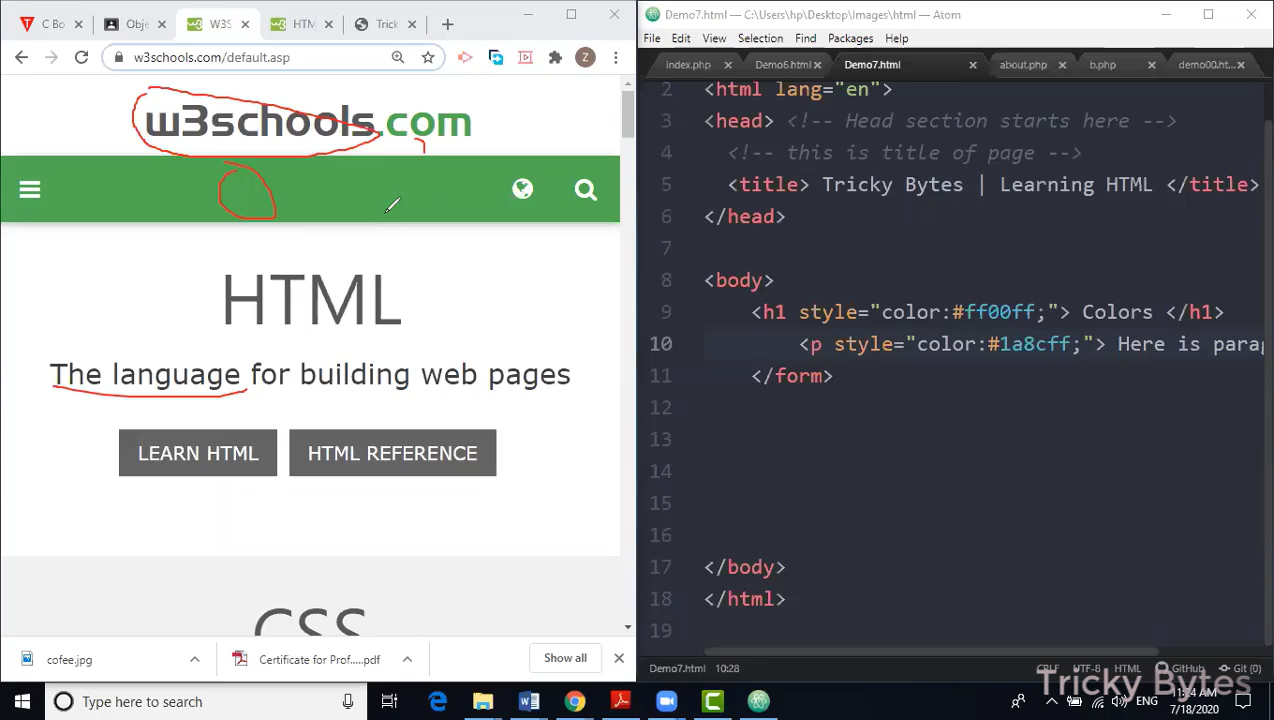 C Bo
Obje
W3S
HTM
Trick
w3schools.com/default.asp
Z
w3schools.com
HTML
The language for building web pages
LEARN HTML
HTML REFERENCE
CSS
cofee.jpg
Certificate for Prof.....pdf
Show all
Demo7.html — C:\Users\hp\Desktop\Images\html — Atom
File Edit View Selection Find Packages Help
index.php
Demo6.html
Demo7.html
about.php
b.php
demo00.ht...
2 <html lang="en">
3 <head> <!-- Head section starts here -->
4 <!-- this is title of page -->
5 <title> Tricky Bytes | Learning HTML </title>
6 </head>
7
8 <body>
9 <h1 style="color:#ff00ff;"> Colors </h1>
10 <p style="color:#1a8cff;"> Here is parag
11 </form>
12
13
14
15
16
17 </body>
18 </html>
19
Demo7.html 10:28
CRLF UTF-8 HTML GitHub Git (0)
Tricky Bytes
Type here to search
ENG
11:14 AM
7/18/2020